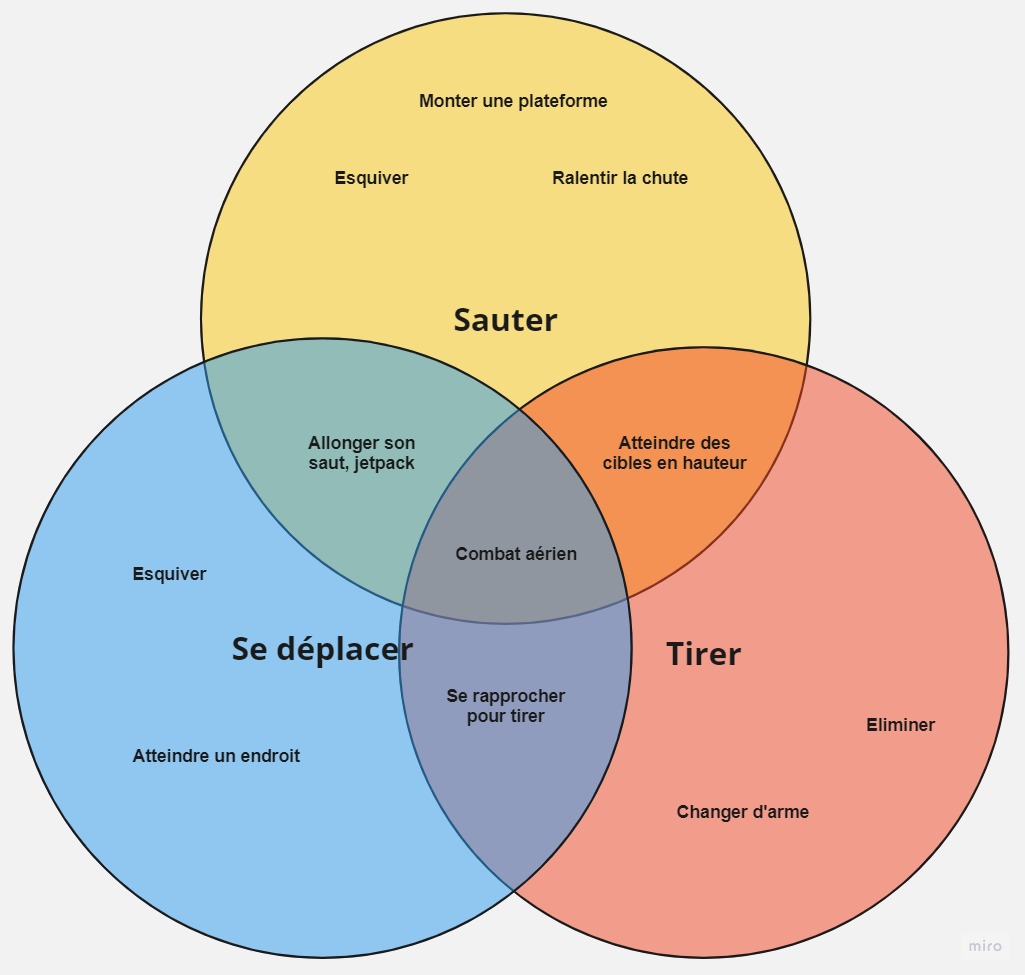 Monter une plateforme
Esquiver
Ralentir la chute
Sauter
Allonger son
saut, jetpack
Atteindre des
cibles en hauteur
Combat aérien
Esquiver
Se déplacer
Tirer
Se rapprocher
pour tirer
Eliminer
Atteindre un endroit
Changer d'arme
miro